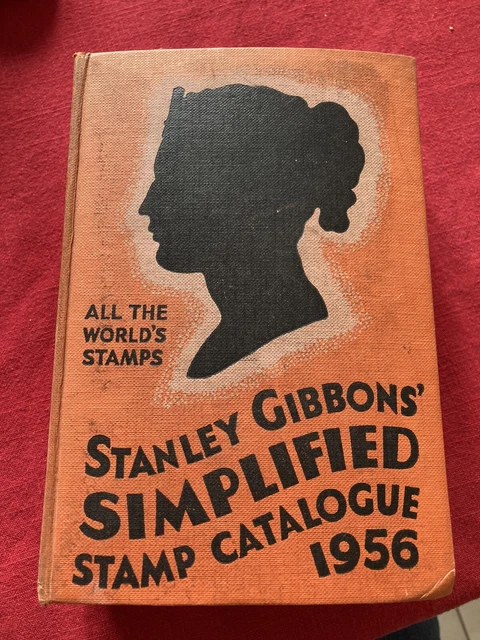 ALL THE
WORLD'S
STAMPS
STANLEY GIBBONS'
SIMPLIFIED
STAMP CATALOGUE
1956